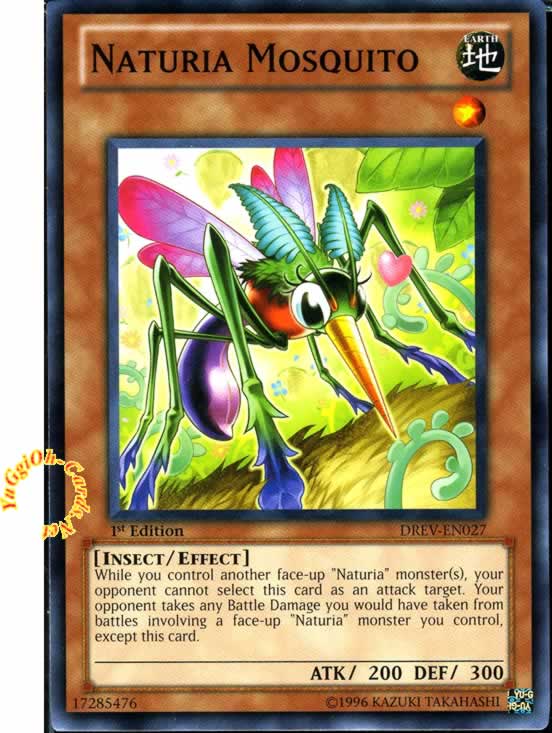 NATURIA MOSQUITO
EARTH
地
YuGgiOh-Cards.Net
1st Edition
DREV-EN027
[INSECT/EFFECT]
While you control another face-up "Naturia" monster(s), your
opponent cannot select this card as an attack target. Your
opponent takes any Battle Damage you would have taken from
battles involving a face-up "Naturia" monster you control,
except this card.
ATK/ 200 DEF/ 300
17285476
©1996 KAZUKI TAKAHASHI